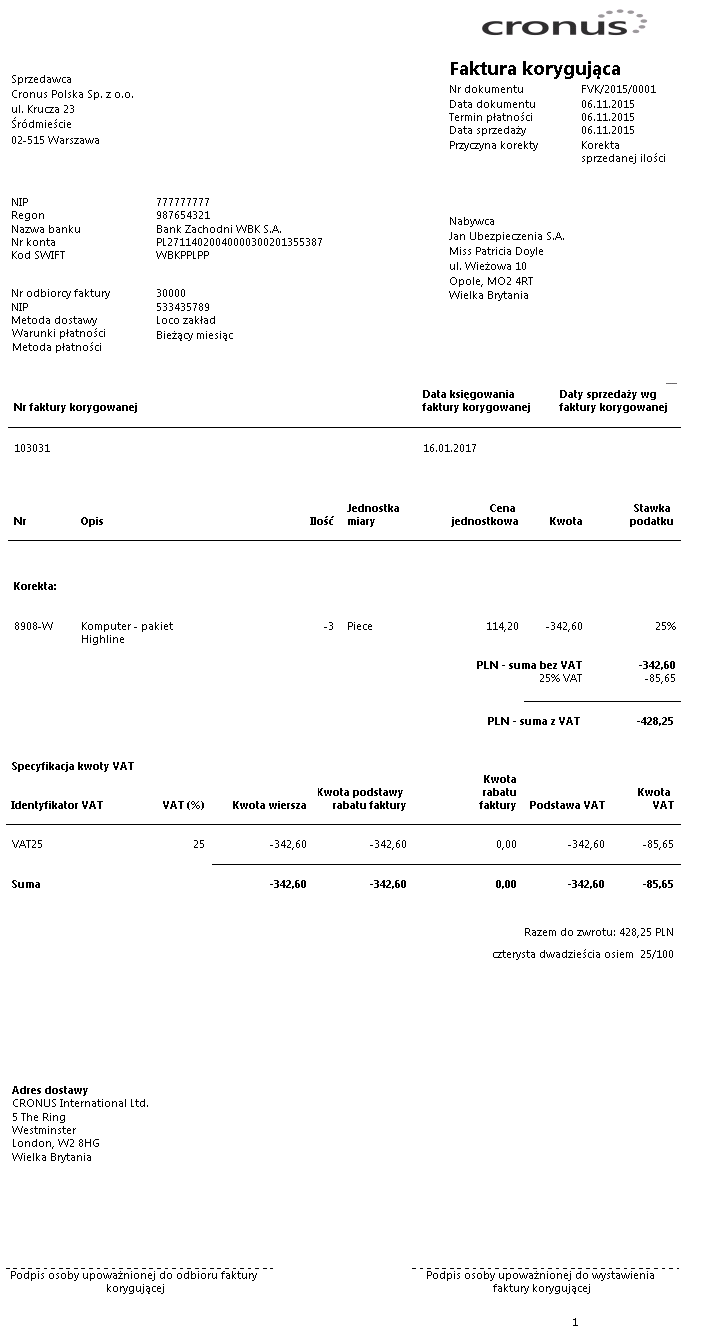 cronus
Faktura korygująca
Sprzedawca
Cronus Polska Sp. z o.o.
ul. Krucza 23
Śródmieście
02-515 Warszawa
Nr dokumentu FVK/2015/0001
Data dokumentu 06.11.2015
Termin płatności 06.11.2015
Data sprzedaży 06.11.2015
Przyczyna korekty Korekta
sprzedanej ilości
NIP 777777777
Regon 987654321
Nazwa banku Bank Zachodni WBK S.A.
Nr konta PL27114020040000300201355387
Kod SWIFT WBKPPLPP
Nabywca
Jan Ubezpieczenia S.A.
Miss Patricia Doyle
ul. Wieżowa 10
Opole, MO2 4RT
Wielka Brytania
Nr odbiorcy faktury 30000
NIP 533435789
Metoda dostawy Loco zakład
Warunki płatności Bieżący miesiąc
Metoda płatności
Nr faktury korygowanej Data księgowania faktury korygowanej Daty sprzedaży wg faktury korygowanej
103031 16.01.2017
Nr Opis Ilość Jednostka miary Cena jednostkowa Kwota Stawka podatku
Korekta:
8908-W Komputer - pakiet -3 Piece 114,20 -342,60 25%
Highline
PLN - suma bez VAT -342,60
25% VAT -85,65
PLN - suma z VAT -428,25
Specyfikacja kwoty VAT
Identyfikator VAT VAT (%) Kwota wiersza Kwota podstawy rabatu faktury Kwota rabatu faktury Podstawa VAT Kwota VAT
VAT25 25 -342,60 -342,60 0,00 -342,60 -85,65
Suma -342,60 -342,60 0,00 -342,60 -85,65
Razem do zwrotu: 428,25 PLN
czterysta dwadzieścia osiem 25/100
Adres dostawy
CRONUS International Ltd.
5 The Ring
Westminster
London, W2 8HG
Wielka Brytania
Podpis osoby upoważnionej do odbioru faktury
korygującej
Podpis osoby upoważnionej do wystawienia
faktury korygującej
1